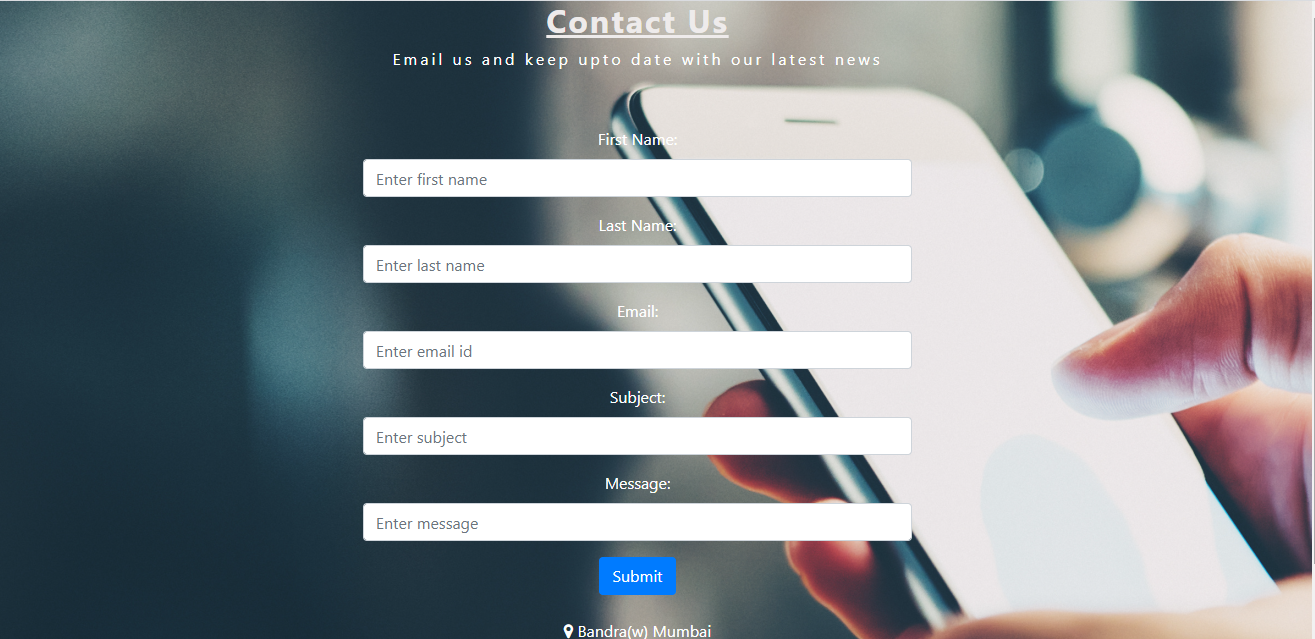 Contact Us
Email us and keep upto date with our latest news
First Name:
Enter first name
Last Name:
Enter last name
Email:
Enter email id
Subject:
Enter subject
Message:
Enter message
Submit
Bandra(w) Mumbai